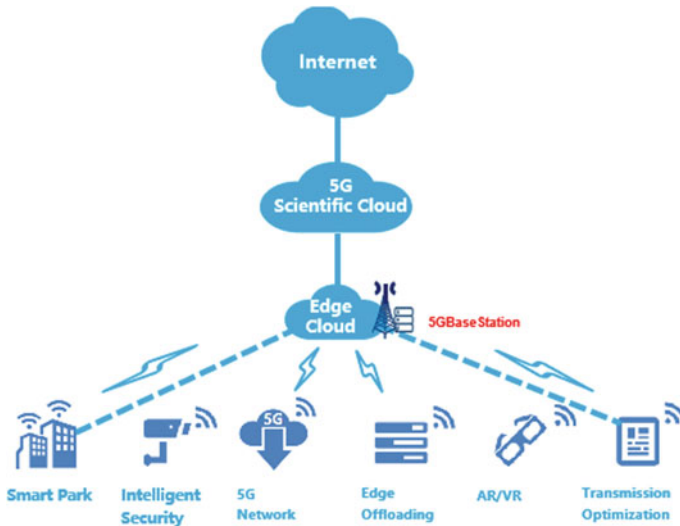 Internet
5G
Scientific Cloud
Edge
Cloud
5GBaseStation
5G
Smart Park
Intelligent
Security
5G
Network
Edge
Offloading
AR/VR
Transmission
Optimization